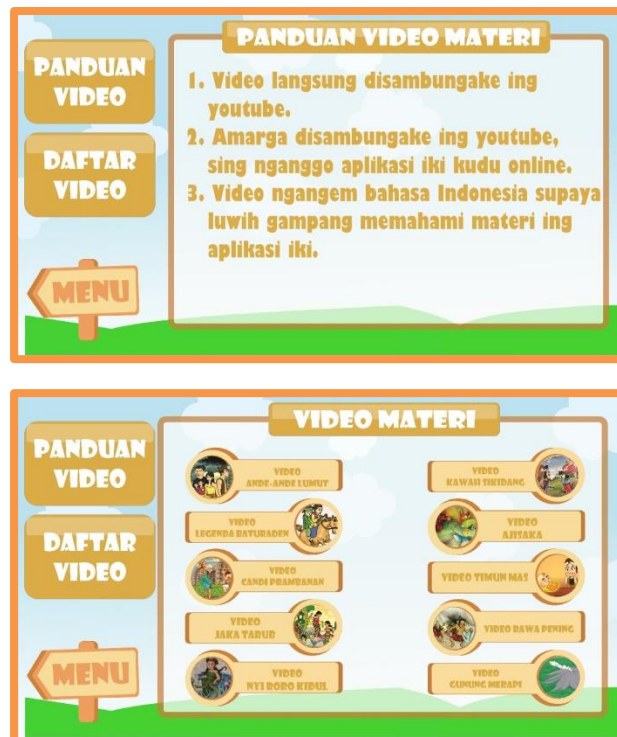 PANDUAN VIDEO MATERI
PANDUAN
VIDEO
DAFTAR
VIDEO
MENU
1. Video langsung disambungake ing
youtube.
2. Amarga disambungake ing youtube,
sing nganggo aplikasi iki kudu online.
3. Video ngangem bahasa Indonesia supaya
luwih gampang memahami materi ing
aplikasi iki.
VIDEO MATERI
PANDUAN
VIDEO
DAFTAR
VIDEO
MENU
VIDEO
ANDE-ANDE LUMUT
VIDEO
LEGENDA BATURADEN
VIDEO
CANDI PRAMBANAN
VIDEO
JAKA TARUB
VIDEO
NYI RORO KIDUL
VIDEO
KAWAH SIKIDANG
VIDEO
AJISAKA
VIDEO TIMUN MAS
VIDEO RAWA PENING
VIDEO
GUNUNG MERAPI